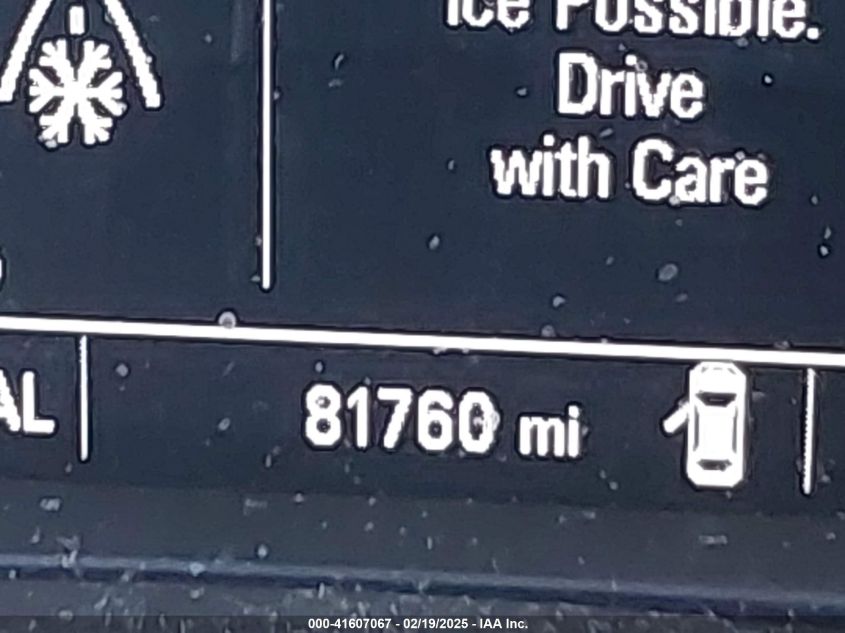 Ice Possible.
Drive
with Care
AL
81760 mi
000-41607067 - 02/19/2025 - IAA Inc.